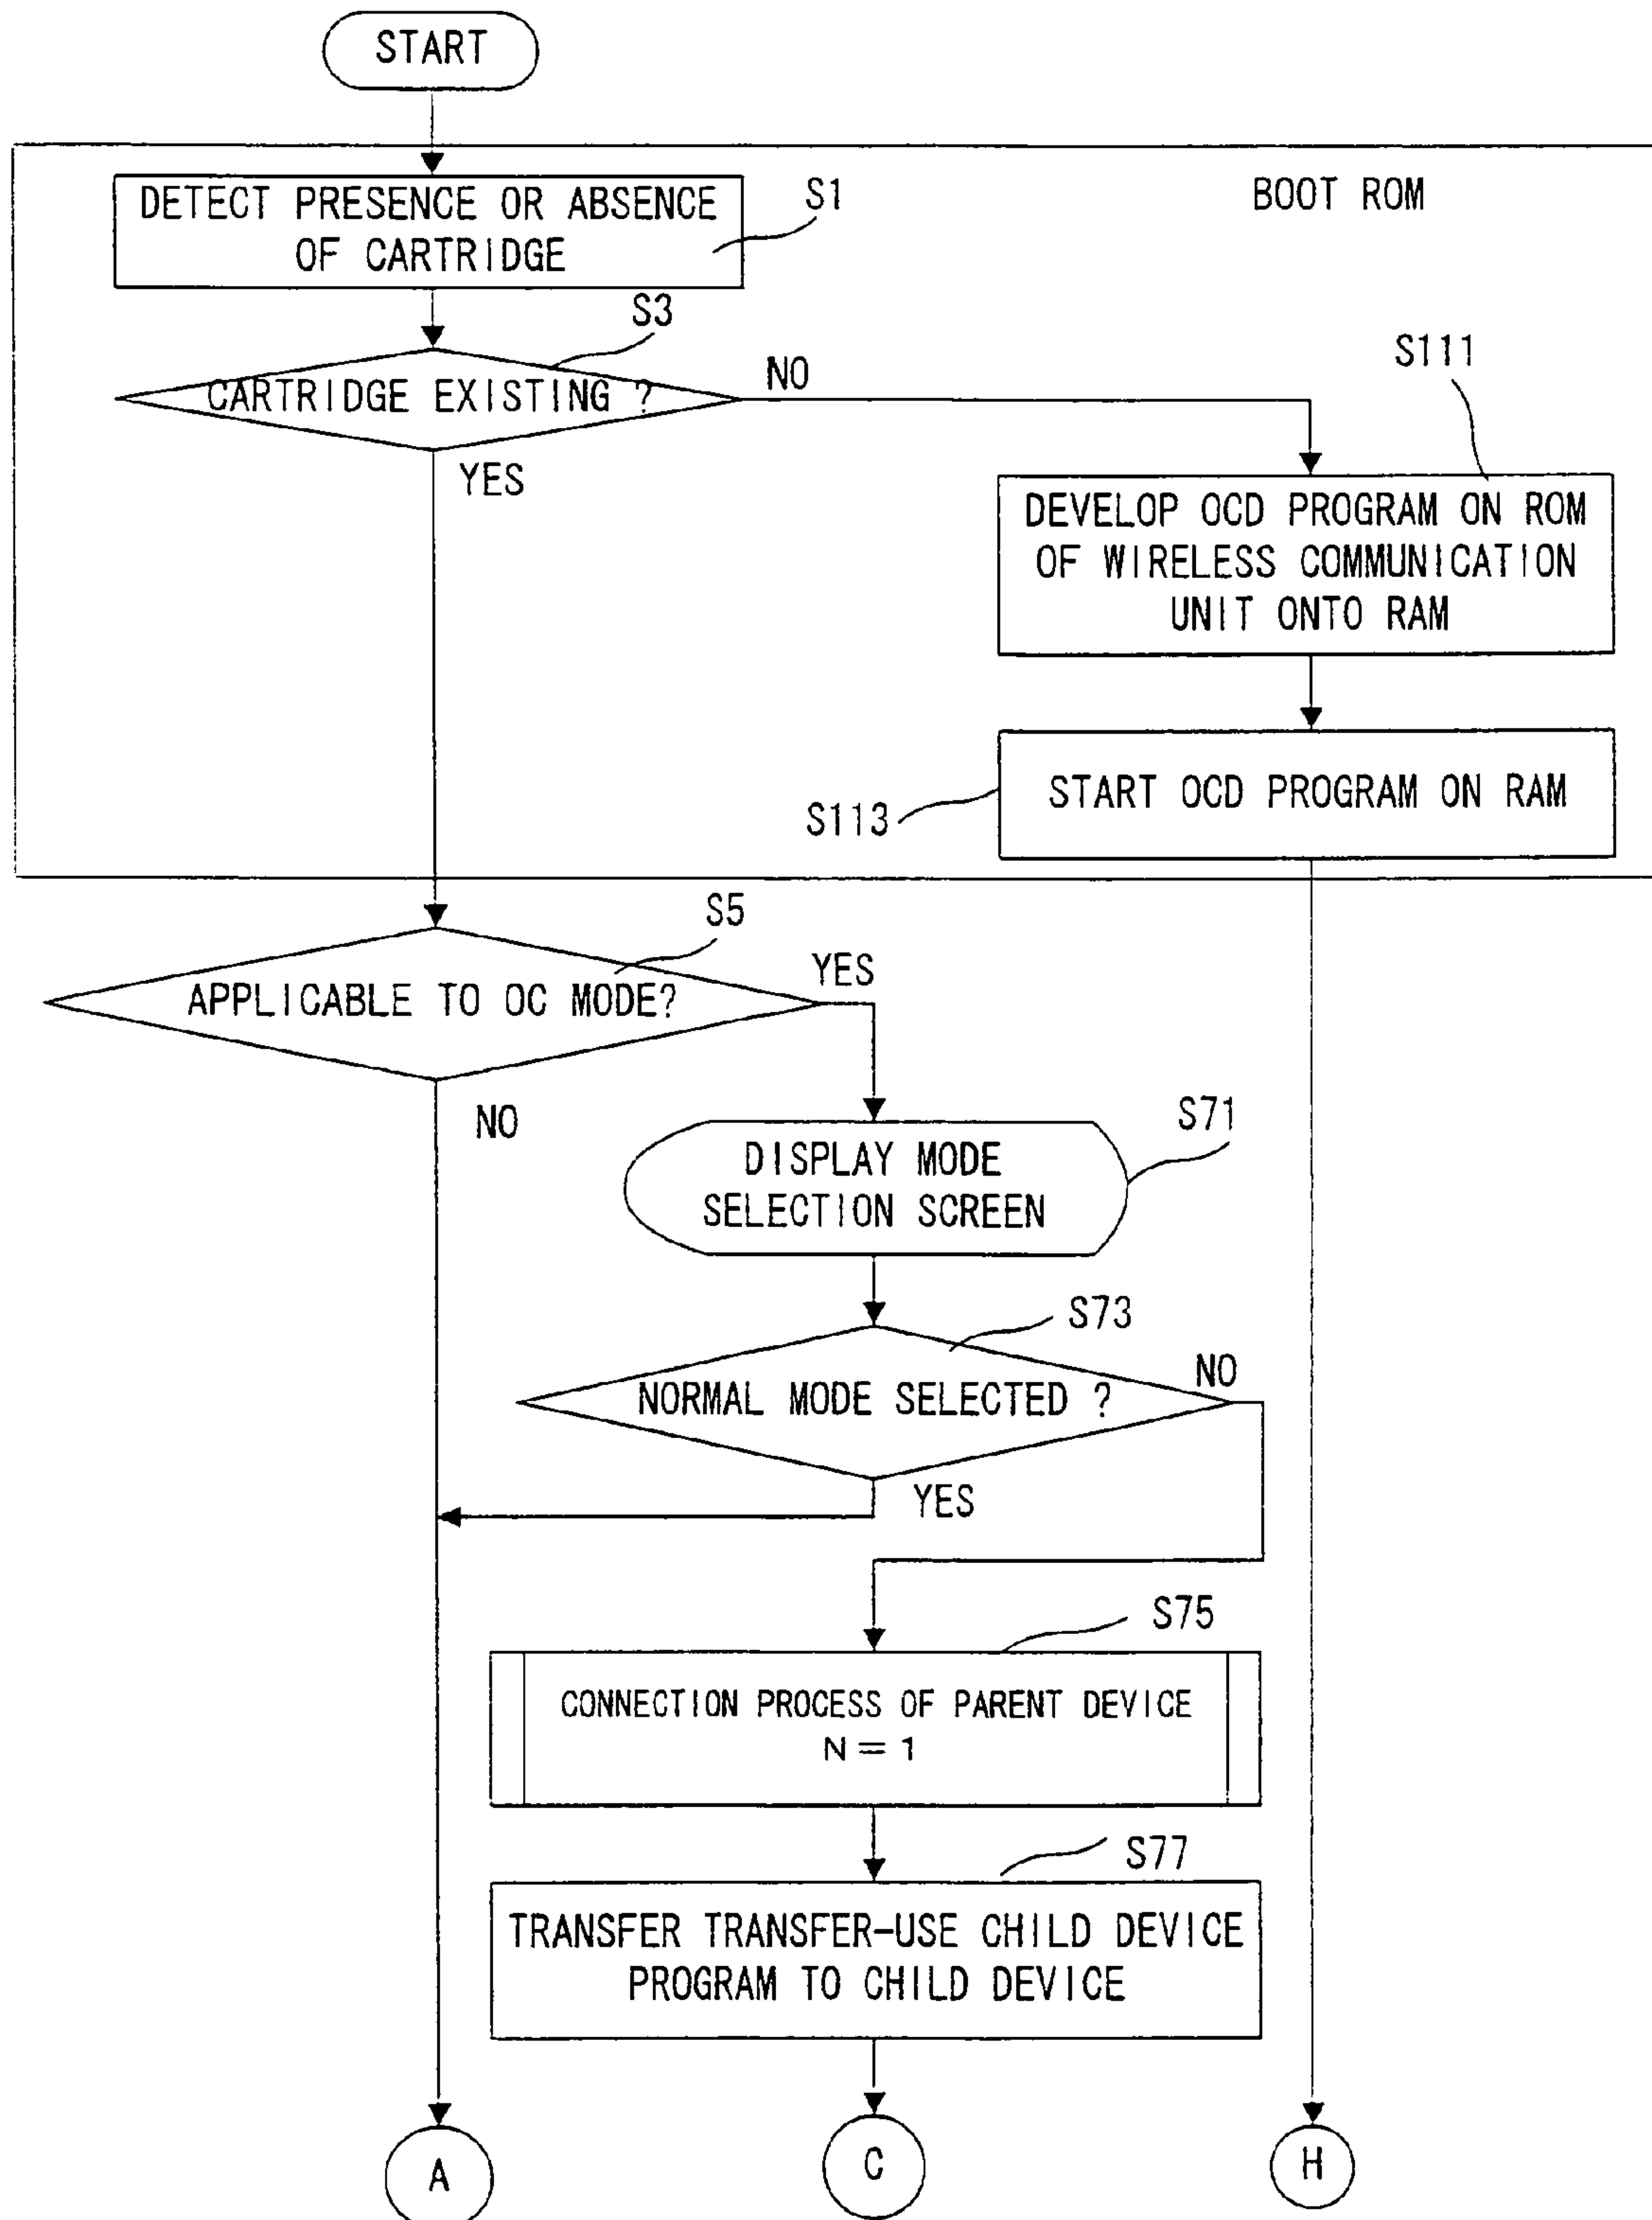 START
BOOT ROM
DETECT PRESENCE OR ABSENCE
OF CARTRIDGE
S1
S3
CARTRIDGE EXISTING ?
NO
YES
S111
DEVELOP OCD PROGRAM ON ROM
OF WIRELESS COMMUNICATION
UNIT ONTO RAM
START OCD PROGRAM ON RAM
S113
S5
APPLICABLE TO OC MODE?
YES
NO
S71
DISPLAY MODE
SELECTION SCREEN
S73
NORMAL MODE SELECTED ?
NO
YES
S75
CONNECTION PROCESS OF PARENT DEVICE
N = 1
S77
TRANSFER TRANSFER-USE CHILD DEVICE
PROGRAM TO CHILD DEVICE
A
C
H